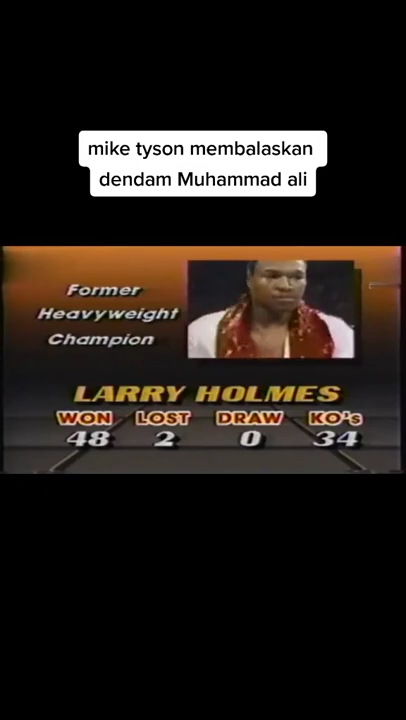 mike tyson membalaskan
dendam Muhammad ali
Former
Heavyweight
Champion
LARRY HOLMES
WON LOST DRAW KO's
48 2 0 34